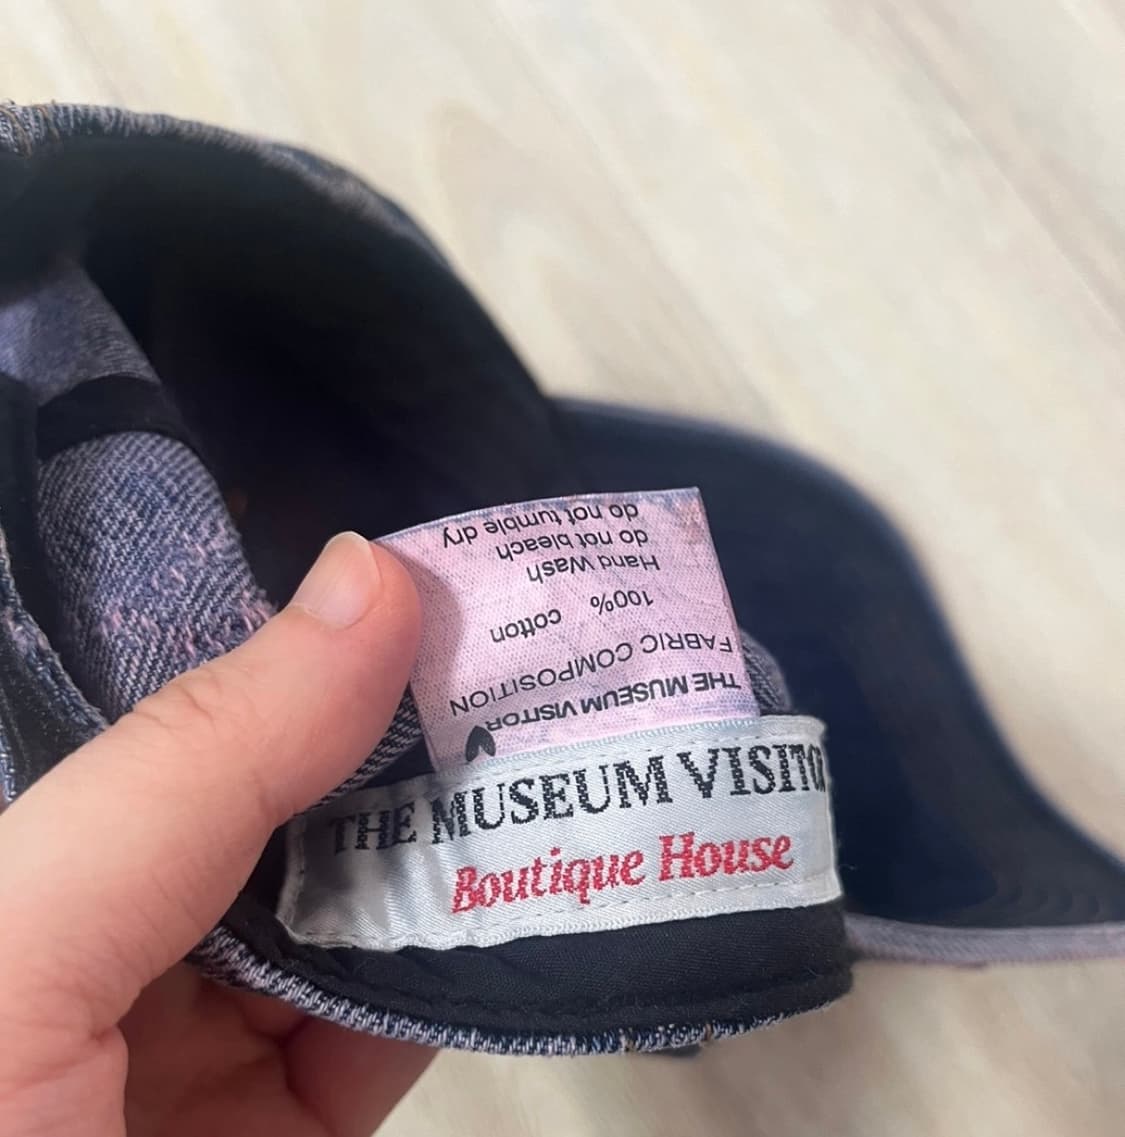 THE MUSEUM VISITOR
FABRIC COMPOSITION
100% cotton
Hand Wash
do not bleach
do not tumble dry
THE MUSEUM VISITO
Boutique House